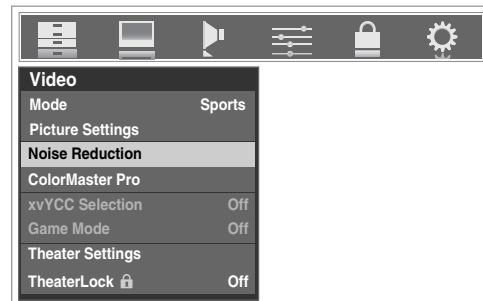 Video
Mode Sports
Picture Settings
Noise Reduction
ColorMaster Pro
xvYCC Selection Off
Game Mode Off
Theater Settings
TheaterLock Off